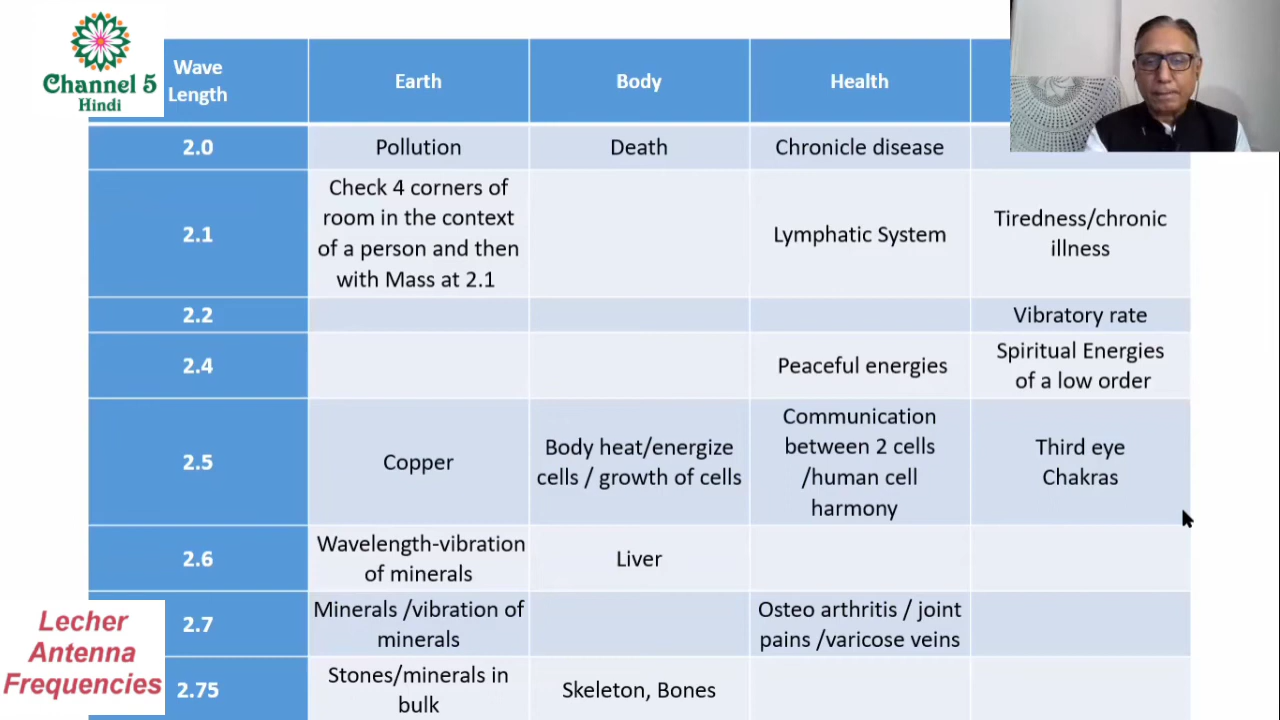 Channel 5
Hindi
Wave
Length
Earth
Body
Health
2.0
Pollution
Death
Chronicle disease
2.1
Check 4 corners of
room in the context
of a person and then
with Mass at 2.1
Lymphatic System
Tiredness/chronic
illness
2.2
Vibratory rate
2.4
Peaceful energies
Spiritual Energies
of a low order
2.5
Copper
Body heat/energize
cells / growth of cells
Communication
between 2 cells
/human cell
harmony
Third eye
Chakras
2.6
Wavelength-vibration
of minerals
Liver
2.7
Minerals /vibration of
minerals
Osteo arthritis / joint
pains /varicose veins
2.75
Stones/minerals in
bulk
Skeleton, Bones
Lecher
Antenna
Frequencies